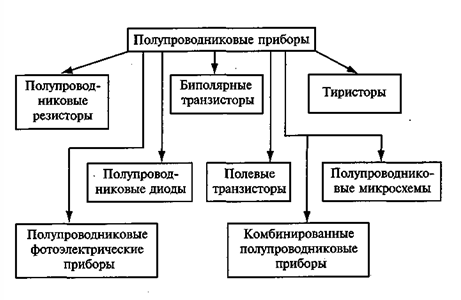 Полупроводниковые приборы
Полупровод-
никовые
резисторы
Биполярные
транзисторы
Тиристоры
Полупровод-
никовые диоды
Полевые
транзисторы
Полупроводнико-
вые микросхемы
Полупроводниковые
фотоэлектрические
приборы
Комбинированные
полупроводниковые
приборы